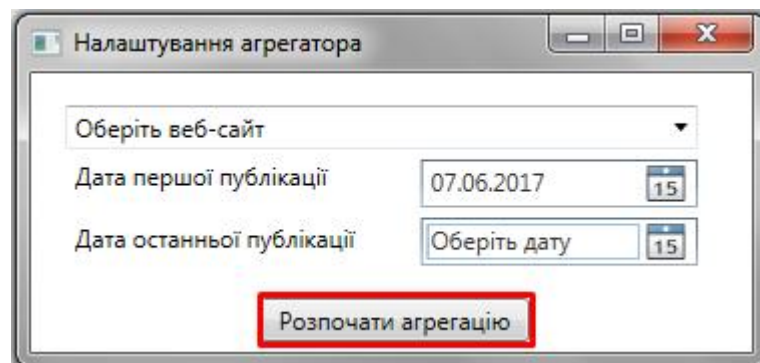 Налаштування агрегатора
Оберіть веб-сайт
Дата першої публікації 07.06.2017 15
Дата останньої публікації Оберіть дату 15
Розпочати агрегацію